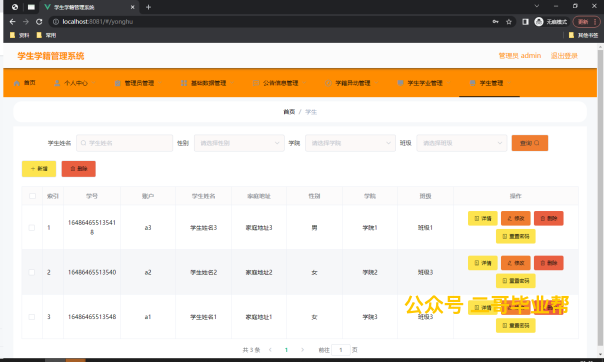 学生学籍管理系统
localhost:8081/#/yonghu
无痕模式
更新
资料
常用
其他书签
学生学籍管理系统
管理员 admin
退出登录
首页
个人中心
管理员管理
基础数据管理
公告信息管理
学籍异动管理
学生学业管理
学生管理
首页 / 学生
学生姓名
学生姓名
性别
请选择性别
学院
请选择学院
班级
请选择班级
查询
+ 新增
删除
索引 学号 账户 学生姓名 家庭地址 性别 学院 班级 操作
1 164864655135418 a3 学生姓名3 家庭地址3 男 学院1 班级1
详情 修改 删除
重置密码
2 16486465513540 a2 学生姓名2 家庭地址2 女 学院2 班级3
详情 修改 删除
重置密码
3 16486465513548 a1 学生姓名1 家庭地址1 女 学院3 班级3
详情
重置密码
公众号 二哥毕业帮
共 3 条
1
前往 1 页